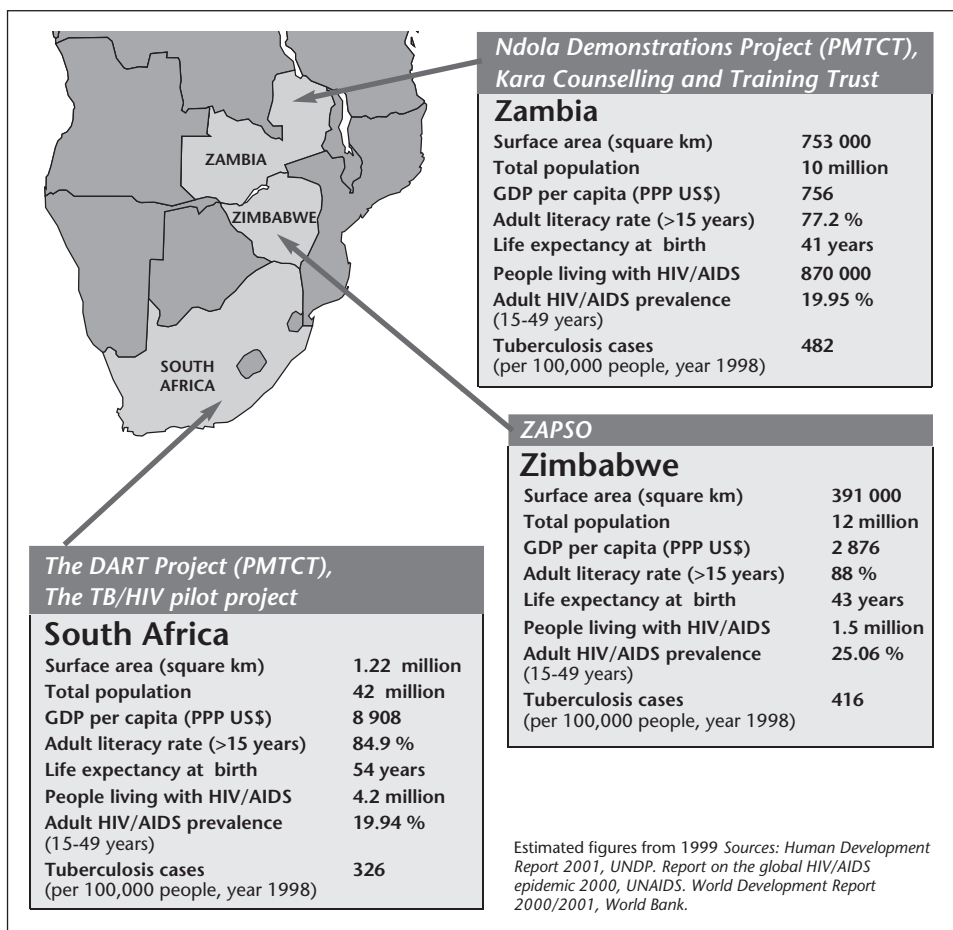 Ndola Demonstrations Project (PMTCT),
Kara Counselling and Training Trust
Zambia
Surface area (square km) 753 000
Total population 10 million
GDP per capita (PPP US$) 756
Adult literacy rate (>15 years) 77.2 %
Life expectancy at birth 41 years
People living with HIV/AIDS 870 000
Adult HIV/AIDS prevalence 19.95 %
(15-49 years)
Tuberculosis cases 482
(per 100,000 people, year 1998)
ZAMBIA
ZIMBABWE
SOUTH
AFRICA
ZAPSO
Zimbabwe
Surface area (square km) 391 000
Total population 12 million
GDP per capita (PPP US$) 2 876
Adult literacy rate (>15 years) 88 %
Life expectancy at birth 43 years
People living with HIV/AIDS 1.5 million
Adult HIV/AIDS prevalence 25.06 %
(15-49 years)
Tuberculosis cases 416
(per 100,000 people, year 1998)
The DART Project (PMTCT),
The TB/HIV pilot project
South Africa
Surface area (square km) 1.22 million
Total population 42 million
GDP per capita (PPP US$) 8 908
Adult literacy rate (>15 years) 84.9 %
Life expectancy at birth 54 years
People living with HIV/AIDS 4.2 million
Adult HIV/AIDS prevalence 19.94 %
(15-49 years)
Tuberculosis cases 326
(per 100,000 people, year 1998)
Estimated figures from 1999 Sources: Human Development
Report 2001, UNDP. Report on the global HIV/AIDS
epidemic 2000, UNAIDS. World Development Report
2000/2001, World Bank.